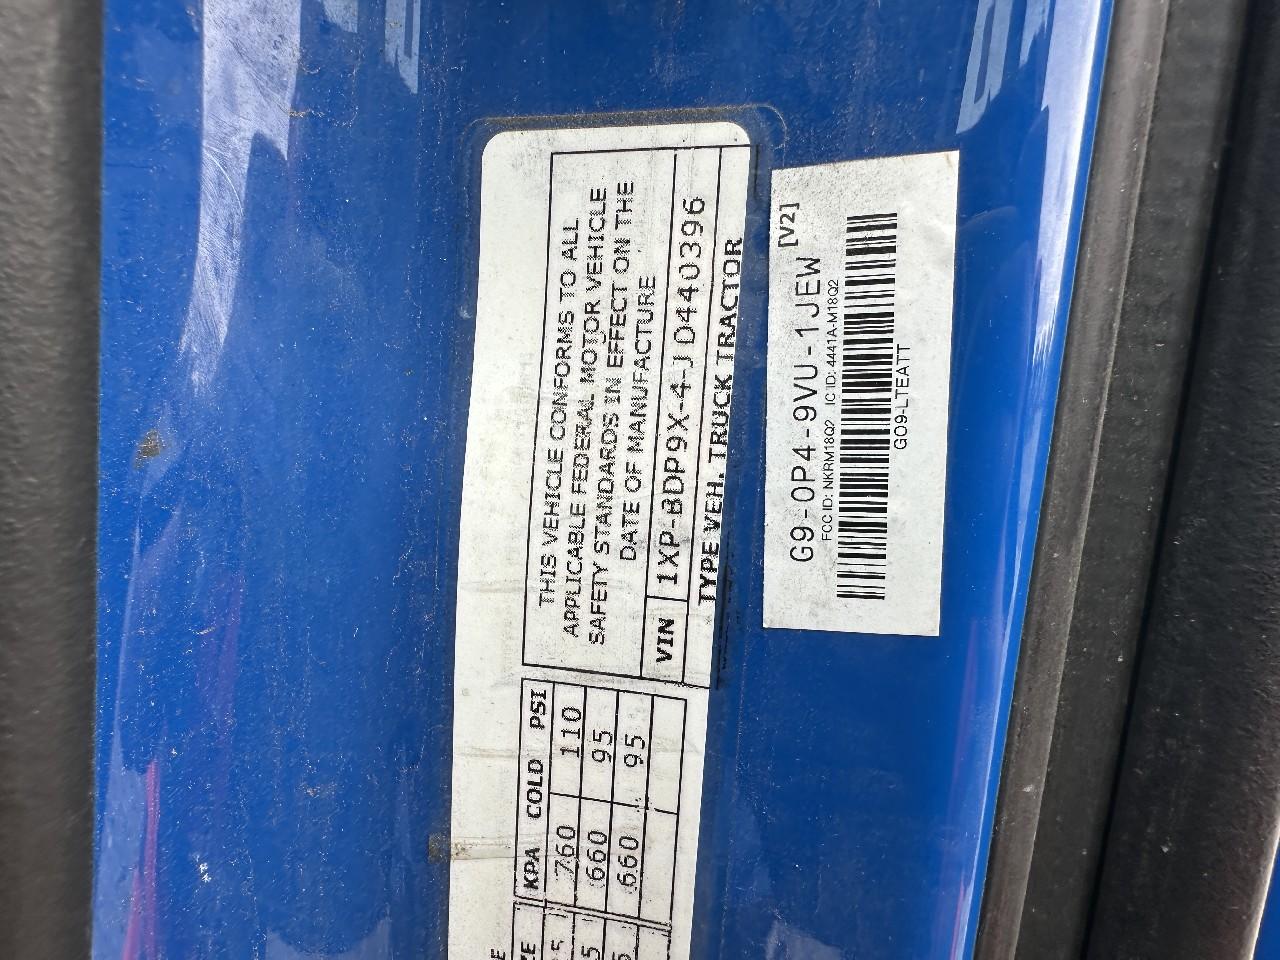 THIS VEHICLE CONFORMS TO ALL
APPLICABLE FEDERAL MOTOR VEHICLE
SAFETY STANDARDS IN EFFECT ON THE
DATE OF MANUFACTURE
VIN 1XP-BDP9X-4-JD440396
TYPE VEH. TRUCK TRACTOR
KPA COLD PSI
760 110
660 95
660 95
G9-0P4-9VU-1JEW [V2]
FCC ID: NKRM18Q2 IC ID: 4441A-M18Q2
GO9-LTEATT